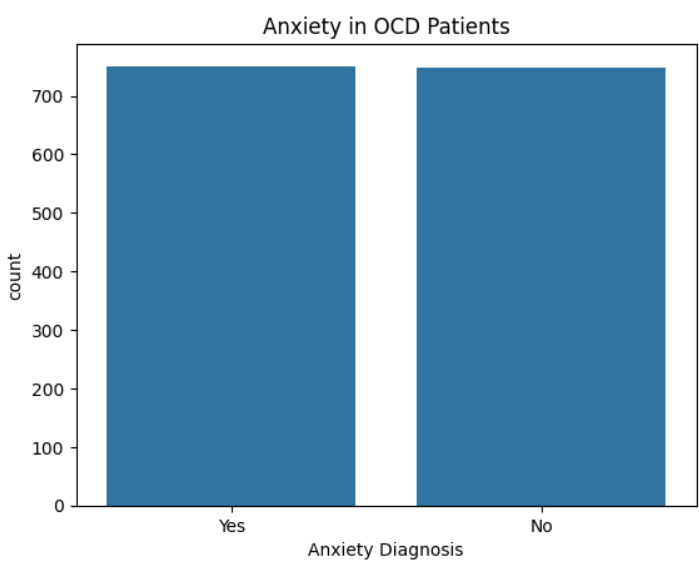 Anxiety in OCD Patients
700
600
500
400
300
200
100
0
count
Yes
No
Anxiety Diagnosis